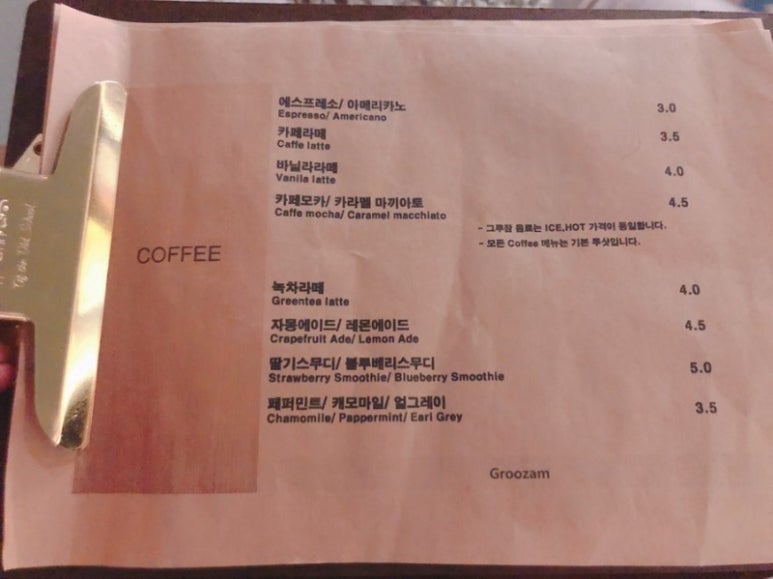 에스프레소/ 아메리카노 3.0
Espresso/ Americano
카페라떼 3.5
Caffe latte
바닐라라떼 4.0
Vanila latte
카페모카/ 카라멜 마끼아토 4.5
Caffe mocha/ Caramel macchiato
- 그루잠 음료는 ICE,HOT 가격이 동일합니다.
- 모든 Coffee 메뉴는 기본 투샷입니다.
COFFEE
녹차라떼 4.0
Greentea latte
자몽에이드/ 레몬에이드 4.5
Crapefruit Ade/ Lemon Ade
딸기스무디/ 블루베리스무디 5.0
Strawberry Smoothie/ Blueberry Smoothie
페퍼민트/ 캐모마일/ 얼그레이 3.5
Chamomile/ Pappermint/ Earl Grey
Groozam